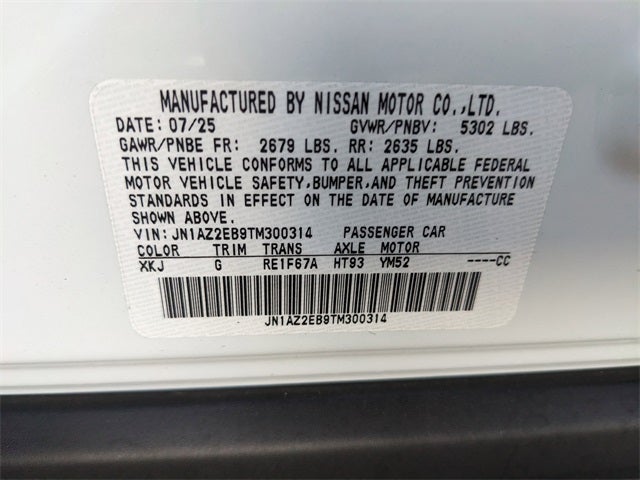 MANUFACTURED BY NISSAN MOTOR CO.,LTD.
DATE: 07/25 GVWR/PNBV: 5302 LBS.
GAWR/PNBE FR: 2679 LBS. RR: 2635 LBS.
THIS VEHICLE CONFORMS TO ALL APPLICABLE FEDERAL
MOTOR VEHICLE SAFETY,BUMPER,AND THEFT PREVENTION
STANDARDS IN EFFECT ON THE DATE OF MANUFACTURE
SHOWN ABOVE.
VIN: JN1AZ2EB9TM300314 PASSENGER CAR
COLOR TRIM TRANS AXLE MOTOR
XKJ G RE1F67A HT93 YM52 ----CC
JN1AZ2EB9TM300314